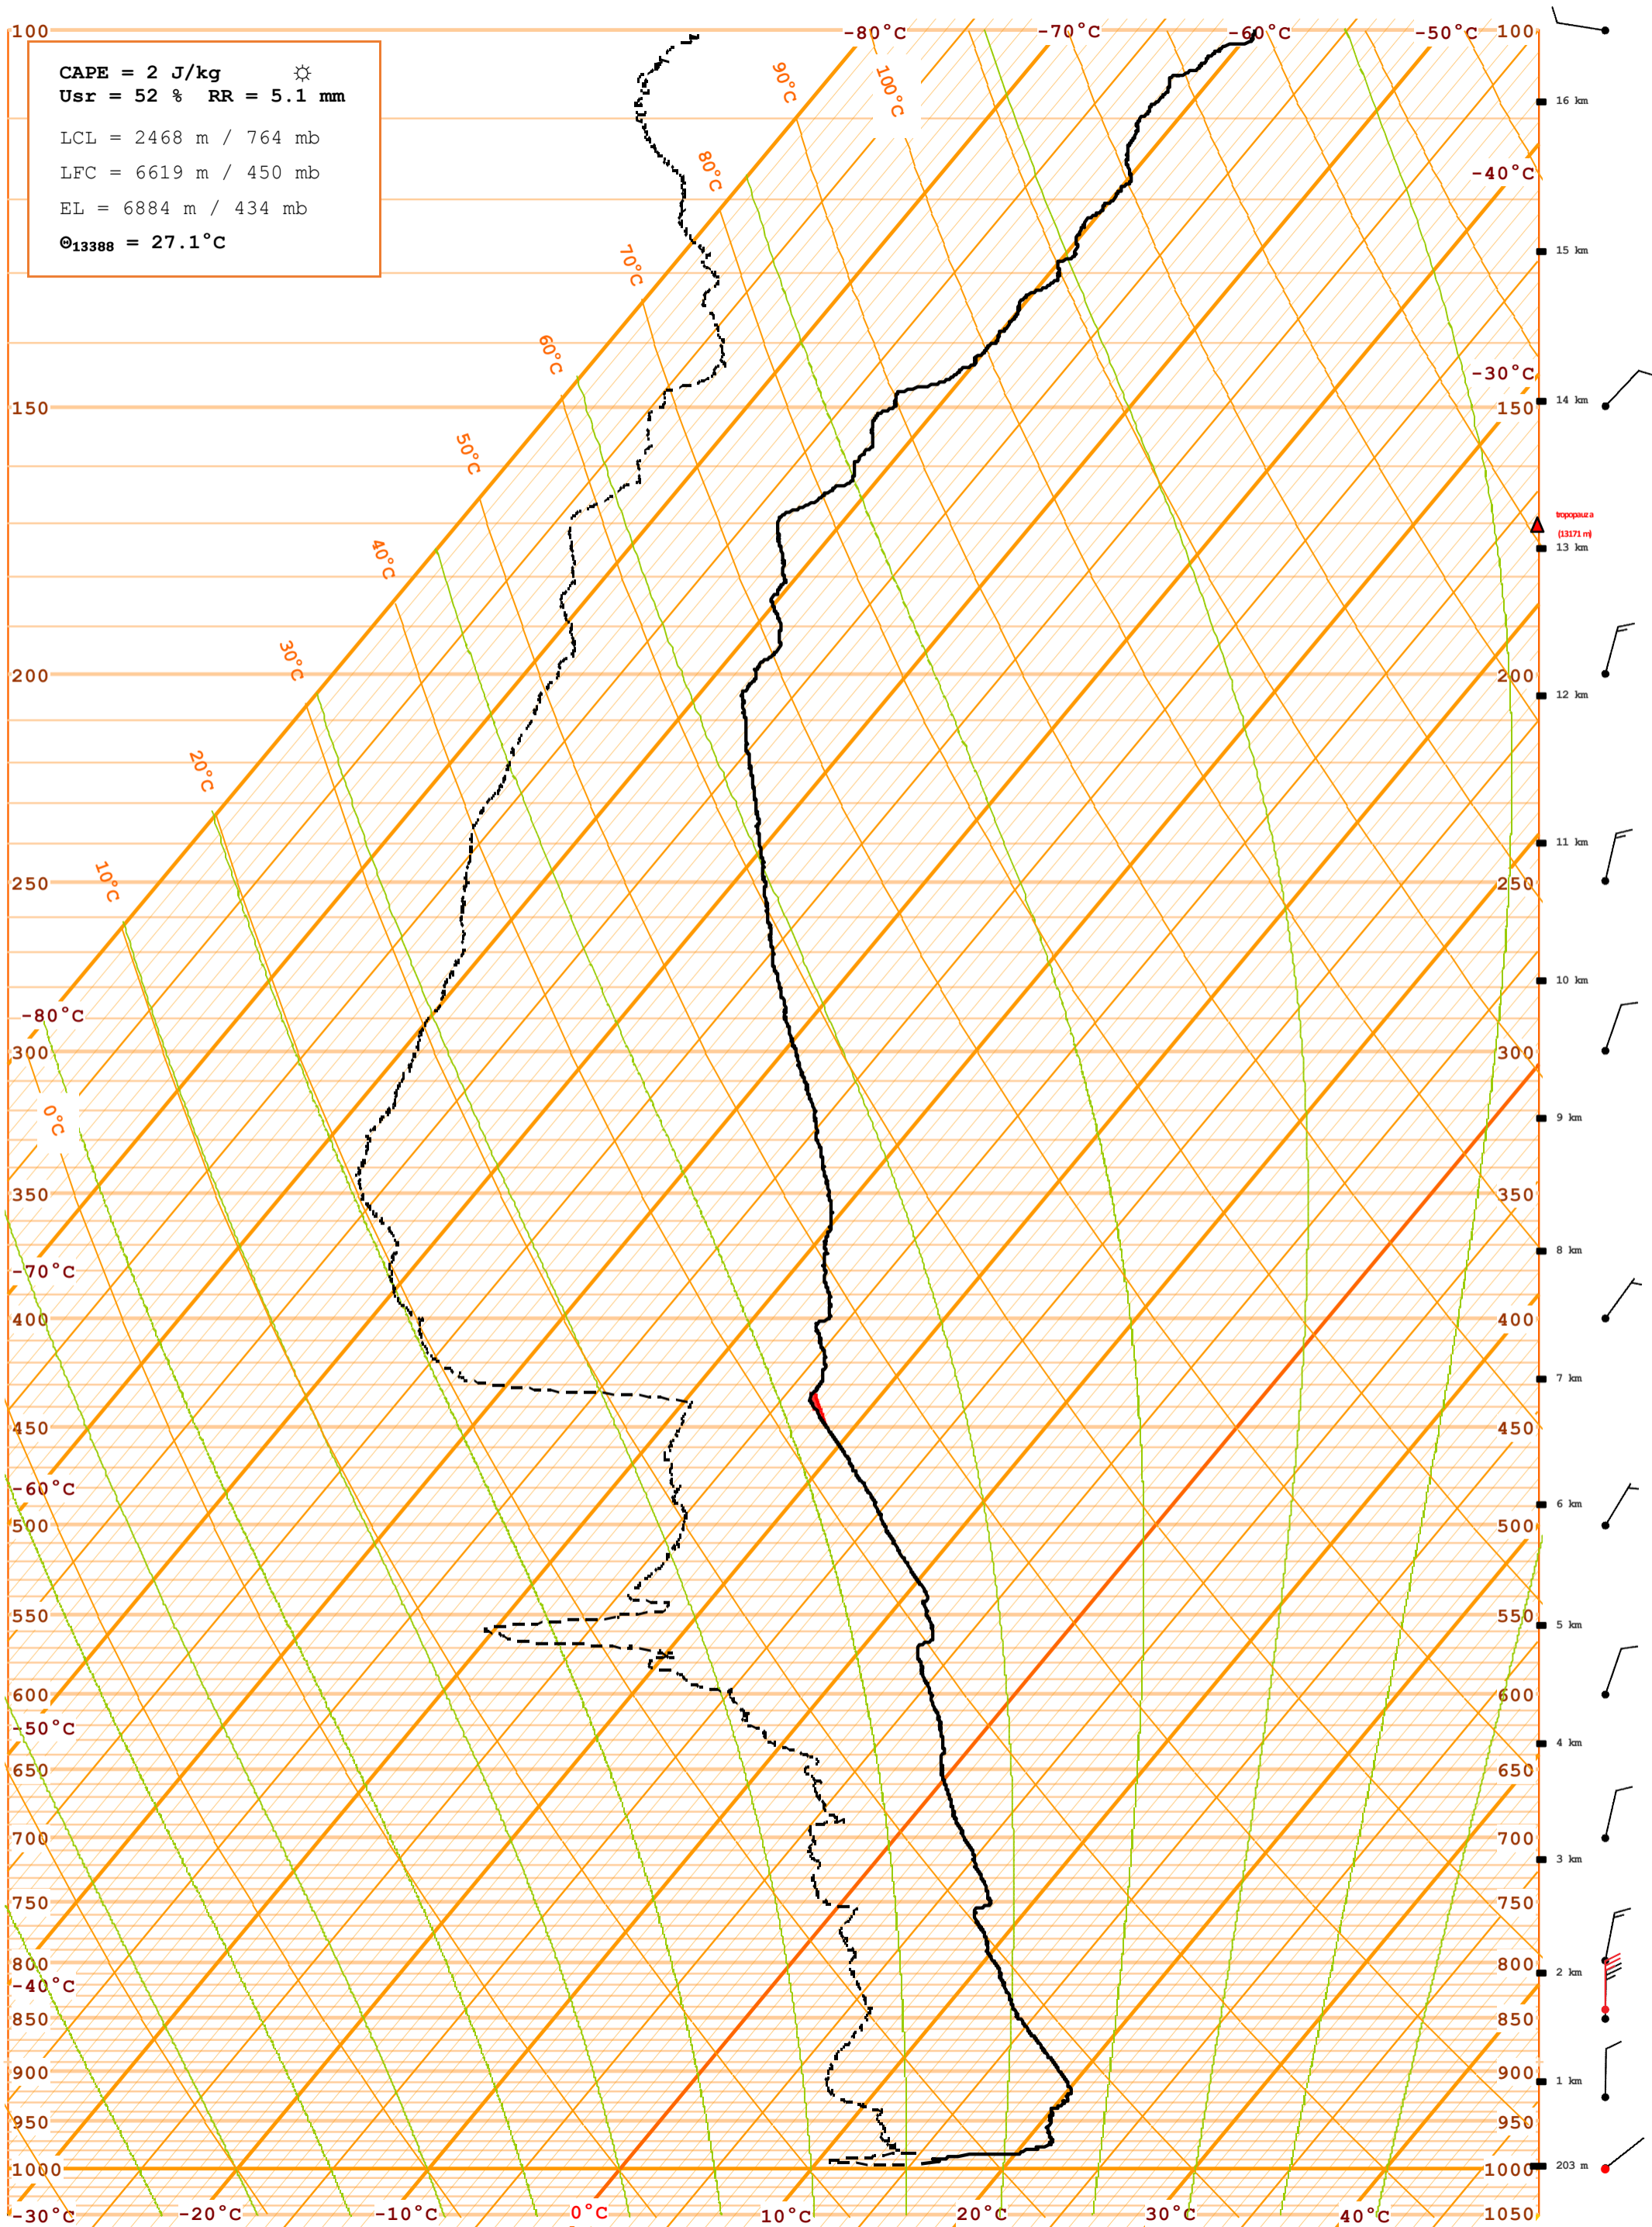 100 -80°C -70°C -60°C -50°C 100
CAPE = 2 J/kg ☼
Usr = 52 % RR = 5.1 mm
LCL = 2468 m / 764 mb
LFC = 6619 m / 450 mb
EL = 6884 m / 434 mb
Θ13388 = 27.1°C
90°C 100°C
16 km
80°C -40°C
70°C 15 km
60°C -30°C
150 150 14 km
50°C
tropopauza
(13171 m)
40°C 13 km
30°C 200 200
12 km
20°C
11 km
10°C 250 250
10 km
-80°C
300 300
0°C 9 km
350 350
8 km
-70°C
400 400
7 km
450 450
-60°C 6 km
500 500
550 550 5 km
600 600
-50°C 4 km
650 650
700 700
3 km
750 750
800 800
-40°C 2 km
850 850
900 900 1 km
950 950
1000 1000 203 m
-30°C -20°C -10°C 0°C 10°C 20°C 30°C 40°C 1050